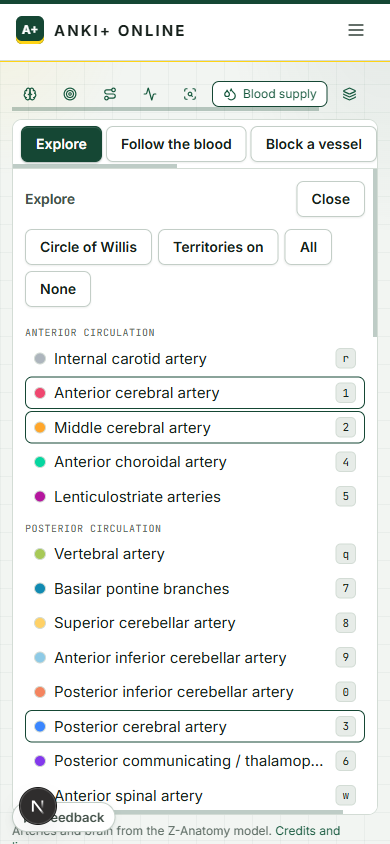 A+ ANKI+ ONLINE
Blood supply
Explore Follow the blood Block a vessel
Explore Close
Circle of Willis Territories on All
None
ANTERIOR CIRCULATION
Internal carotid artery r
Anterior cerebral artery 1
Middle cerebral artery 2
Anterior choroidal artery 4
Lenticulostriate arteries 5
POSTERIOR CIRCULATION
Vertebral artery q
Basilar pontine branches 7
Superior cerebellar artery 8
Anterior inferior cerebellar artery 9
Posterior inferior cerebellar artery 0
Posterior cerebral artery 3
Posterior communicating / thalamop... 6
Anterior spinal artery w
N eedback
Arteries and brain from the Z-Anatomy model. Credits and